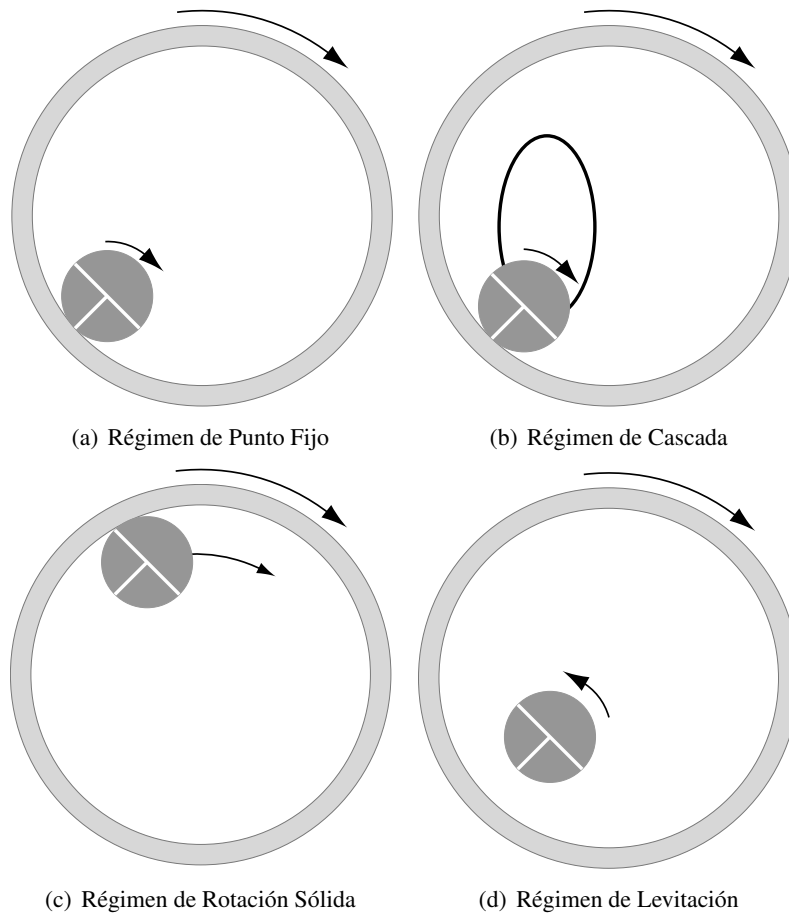 (a) Régimen de Punto Fijo
(b) Régimen de Cascada
(c) Régimen de Rotación Sólida
(d) Régimen de Levitación